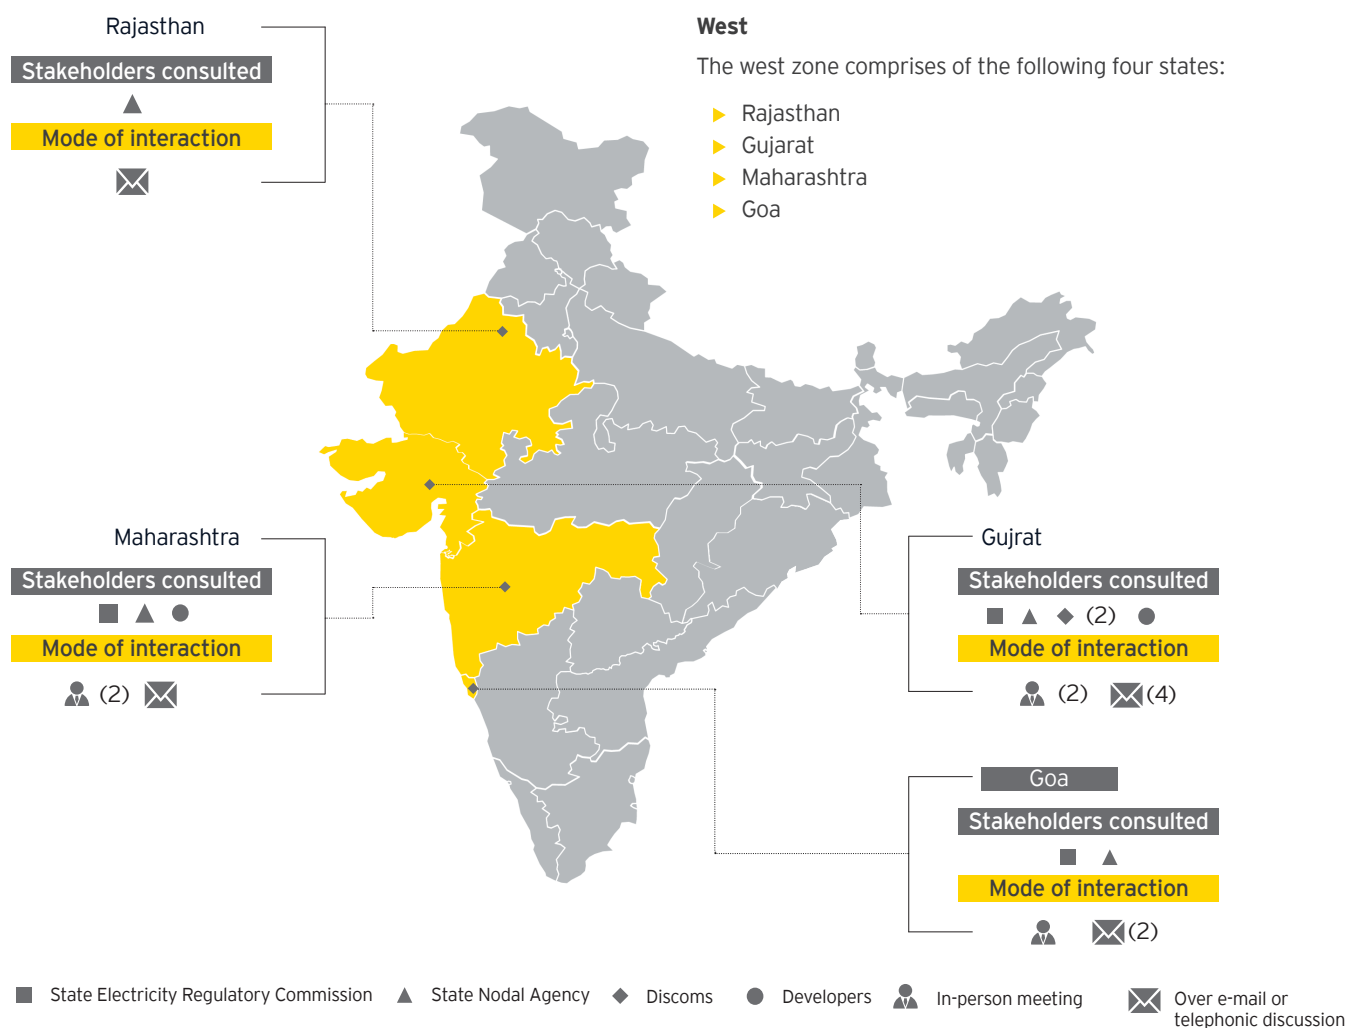 Rajasthan
Stakeholders consulted
Mode of interaction
West
The west zone comprises of the following four states:
Rajasthan
Gujarat
Maharashtra
Goa
Maharashtra
Stakeholders consulted
Mode of interaction
(2)
Gujrat
Stakeholders consulted
(2)
Mode of interaction
(2) (4)
Goa
Stakeholders consulted
Mode of interaction
(2)
State Electricity Regulatory Commission State Nodal Agency Discoms Developers In-person meeting Over e-mail or
telephonic discussion